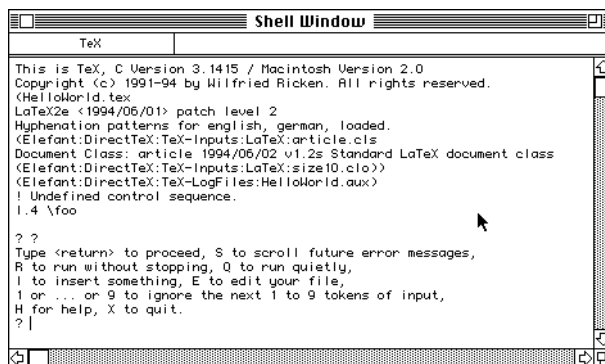 Shell Window
TeX
This is TeX, C Version 3.1415 / Macintosh Version 2.0
Copyright (c) 1991-94 by Wilfried Ricken. All rights reserved.
(HelloWorld.tex
LaTeX2e <1994/06/01> patch level 2
Hyphenation patterns for english, german, loaded.
(Elefant:DirectTeX:TeX-Inputs:LaTeX:article.cls
Document Class: article 1994/06/02 v1.2s Standard LaTeX document class
(Elefant:DirectTeX:TeX-Inputs:LaTeX:size10.clo))
(Elefant:DirectTeX:TeX-LogFiles:HelloWorld.aux)
! Undefined control sequence.
l.4 \foo
? ?
Type <return> to proceed, S to scroll future error messages,
R to run without stopping, Q to run quietly,
I to insert something, E to edit your file,
1 or ... or 9 to ignore the next 1 to 9 tokens of input,
H for help, X to quit.
?